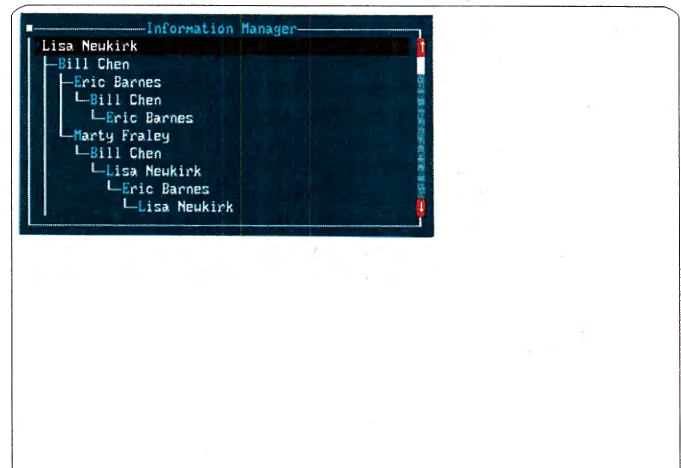 Information Manager
Lisa Newkirk
Bill Chen
Eric Barnes
Bill Chen
Eric Barnes
Marty Fraley
Bill Chen
Lisa Newkirk
Eric Barnes
Lisa Newkirk